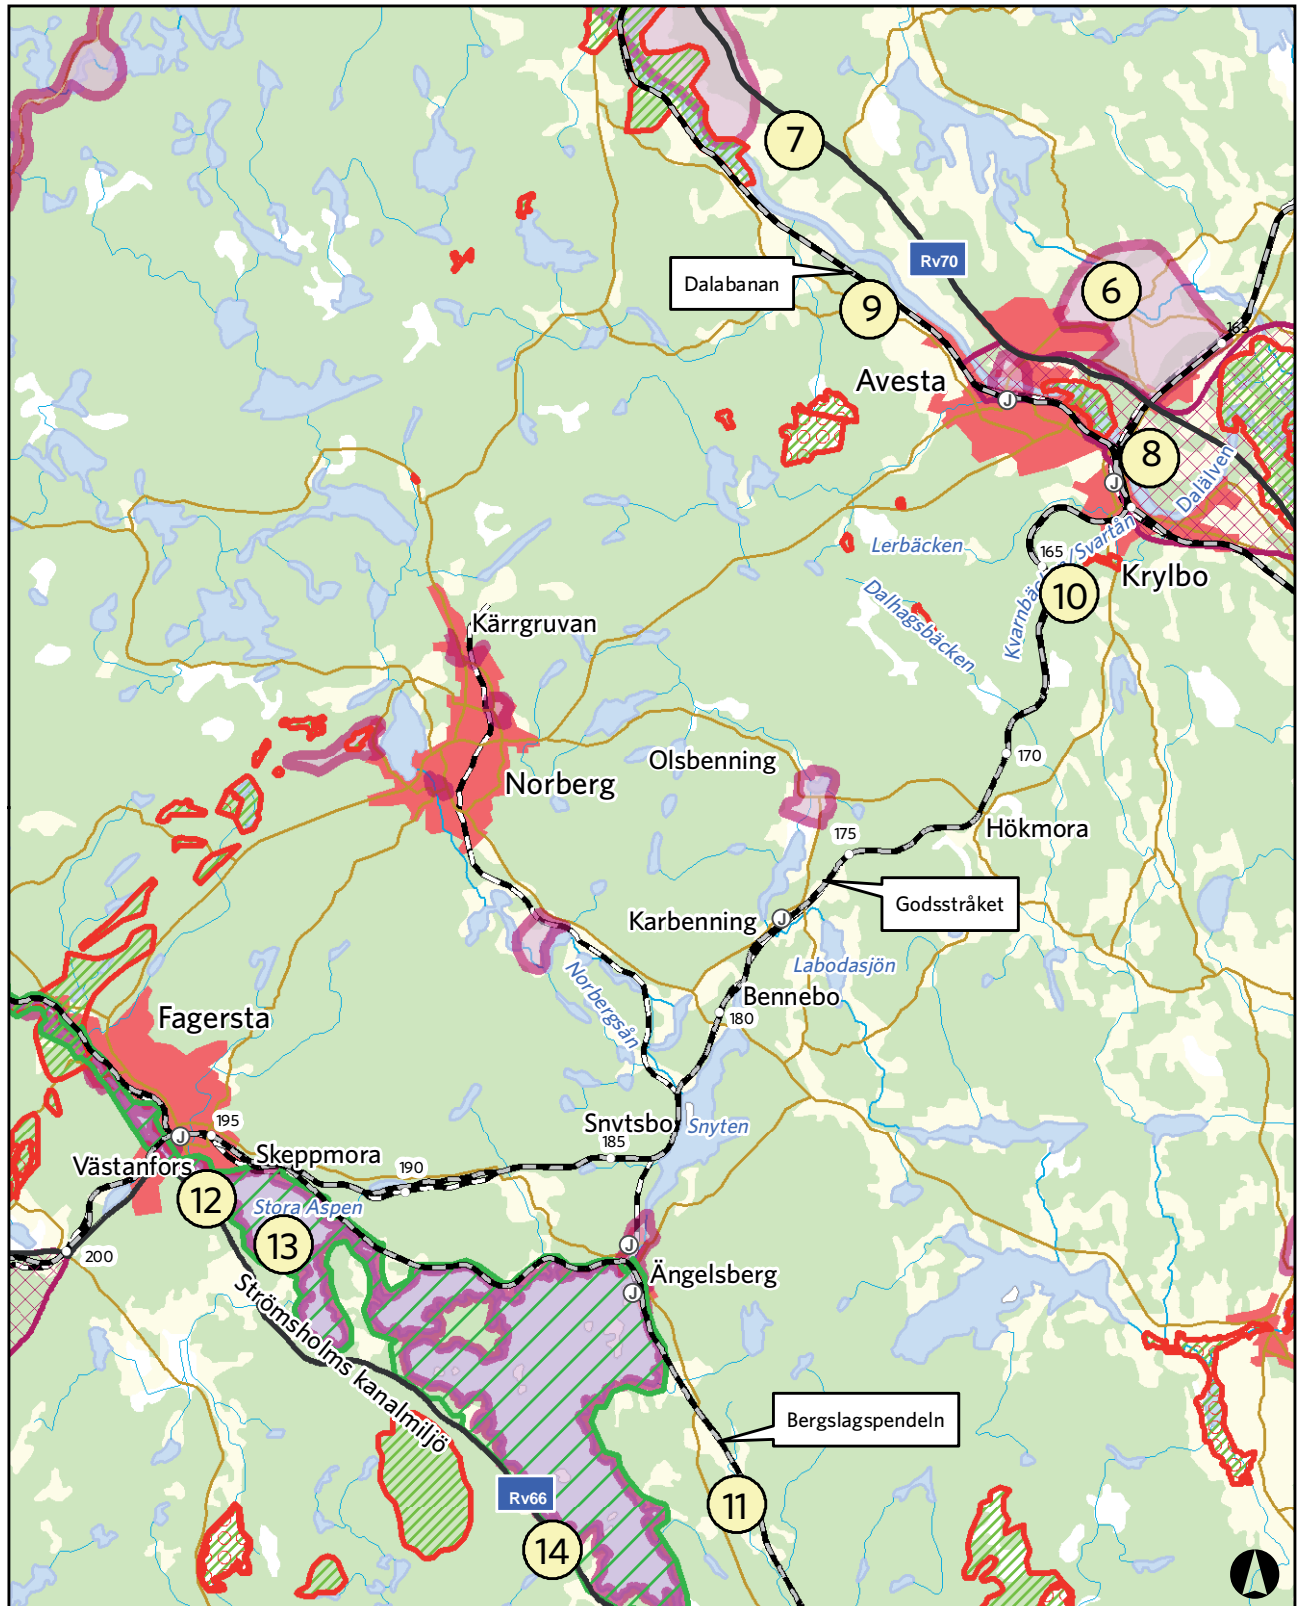 7
Rv70
6
Dalabanan
9
165
Avesta
8
J
J
Dalälven
Lerbäcken
165
Kvarnbäcken/Svartån
Krylbo
10
Dalhagsbäcken
Kärrgruvan
170
Olsbenning
Norberg
175
Hökmora
Godsstråket
Karbenning
J
Labodasjön
Norbergsån
Bennebo
180
Fagersta
195
J
Snvtsbo
Snyten
185
Skeppmora
190
Västanfors
12
Stora Aspen
13
200
J
Ängelsberg
J
Strömsholms kanalmiljö
Bergslagspendeln
Rv66
11
14